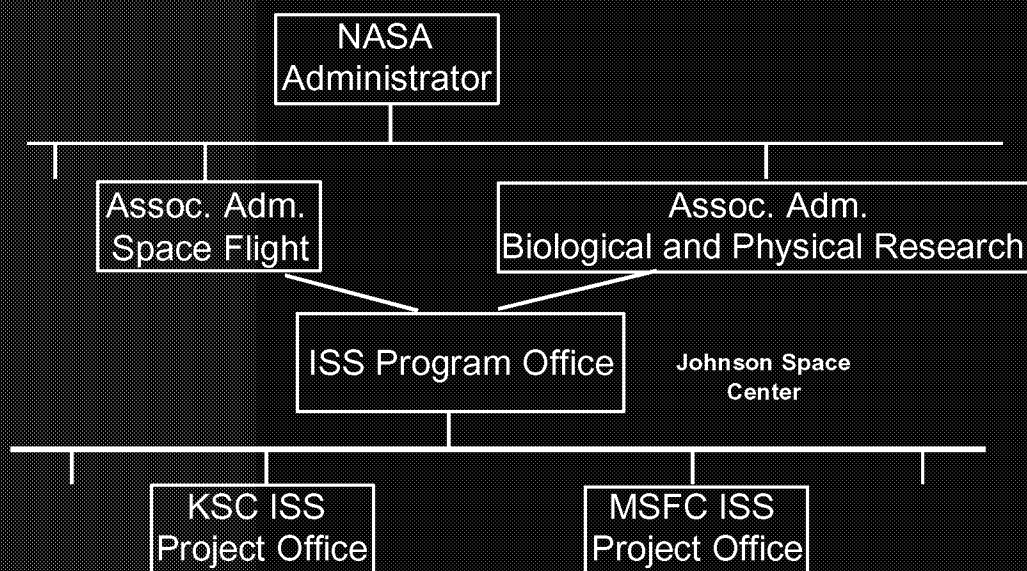 NASA
Administrator
Assoc. Adm.
Space Flight
Assoc. Adm.
Biological and Physical Research
ISS Program Office
Johnson Space
Center
KSC ISS
Project Office
MSFC ISS
Project Office